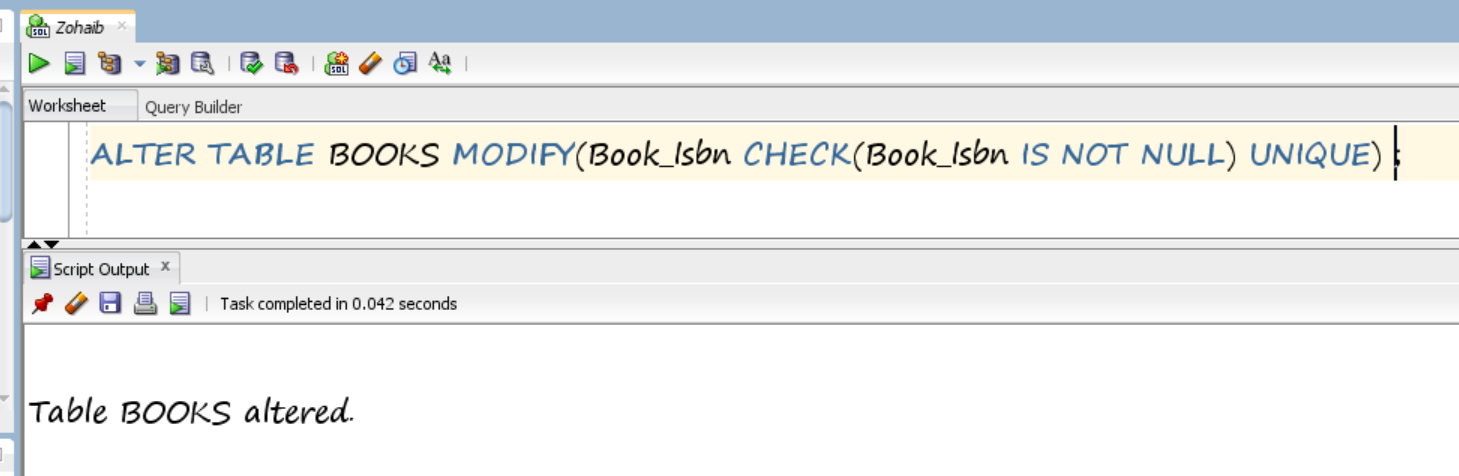 Zohaib
Worksheet Query Builder
ALTER TABLE BOOKS MODIFY(Book_Isbn CHECK(Book_Isbn IS NOT NULL) UNIQUE) ;
Script Output x
Task completed in 0.042 seconds
Table BOOKS altered.